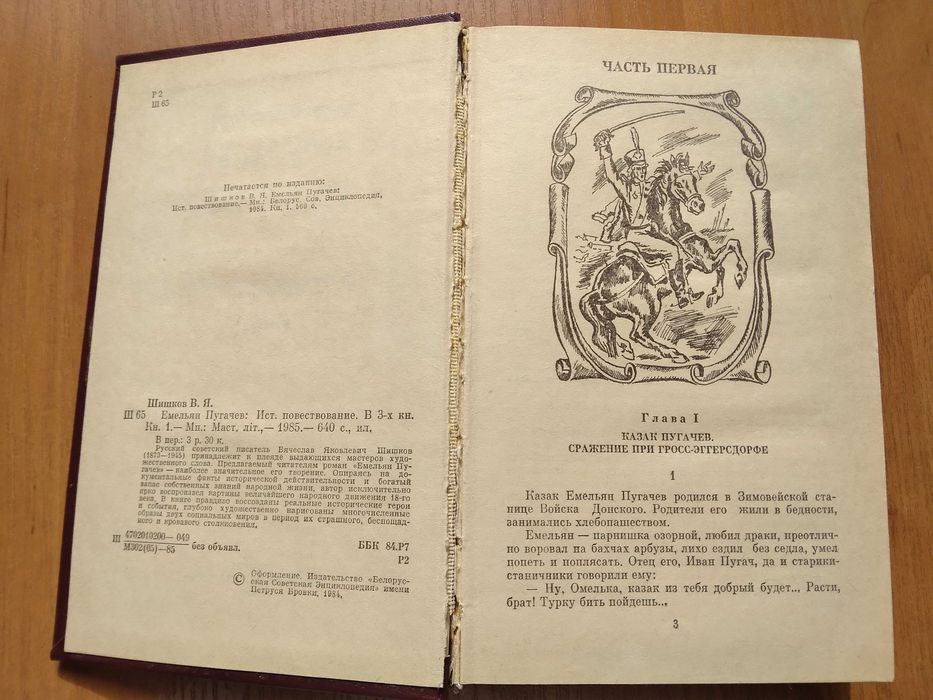 Р 2
Ш 65
Печатается по изданию:
Шишков В. Я. Емельян Пугачев:
Ист. повествование.— Мн.: Белорус. Сов. Энциклопедия,
1984. Кн. 1. 560 с.
Шишков В. Я.
Ш 65 Емельян Пугачев: Ист. повествование. В 3-х кн.
Кн. 1.— Мн.: Маст. літ.,— 1985.— 640 с., ил,
В пер.: 3 р. 30 к.
Русский советский писатель Вячеслав Яковлевич Шишков
(1873—1945) принадлежит к плеяде выдающихся мастеров худо-
жественного слова. Предлагаемый читателям роман «Емельян Пу-
гачев» — наиболее значительное его творение. Опираясь на до-
кументальные факты исторической действительности и богатый
запас собственных знаний народной жизни, автор исключительно
ярко воспроизвел картины величайшего народного движения 18-го
века. В книге правдиво воссозданы реальные исторические герои
и события, глубоко художественно нарисованы многочисленные
образы двух социальных миров в период их страшного, беспощад-
ного и кровавого столкновения.
Ш 4702010200—049
М302(05)—85 без объявл.
ББК 84.Р7
Р2
© Оформление. Издательство «Белорус-
ская Советская Энциклопедия» имени
Петруся Бровки, 1984.
ЧАСТЬ ПЕРВАЯ
Глава I
КАЗАК ПУГАЧЕВ.
СРАЖЕНИЕ ПРИ ГРОСС-ЭГГЕРСДОРФЕ
1
Казак Емельян Пугачев родился в Зимовейской ста-
нице Войска Донского. Родители его жили в бедности,
занимались хлебопашеством.
Емельян — парнишка озорной, любил драки, преотлич-
но воровал на бахчах арбузы, лихо ездил без седла, умел
попеть и поплясать. Отец его, Иван Пугач, да и старики-
станичники говорили ему:
— Ну, Омелька, казак из тебя добрый будет... Расти,
брат! Турку бить пойдешь...
3